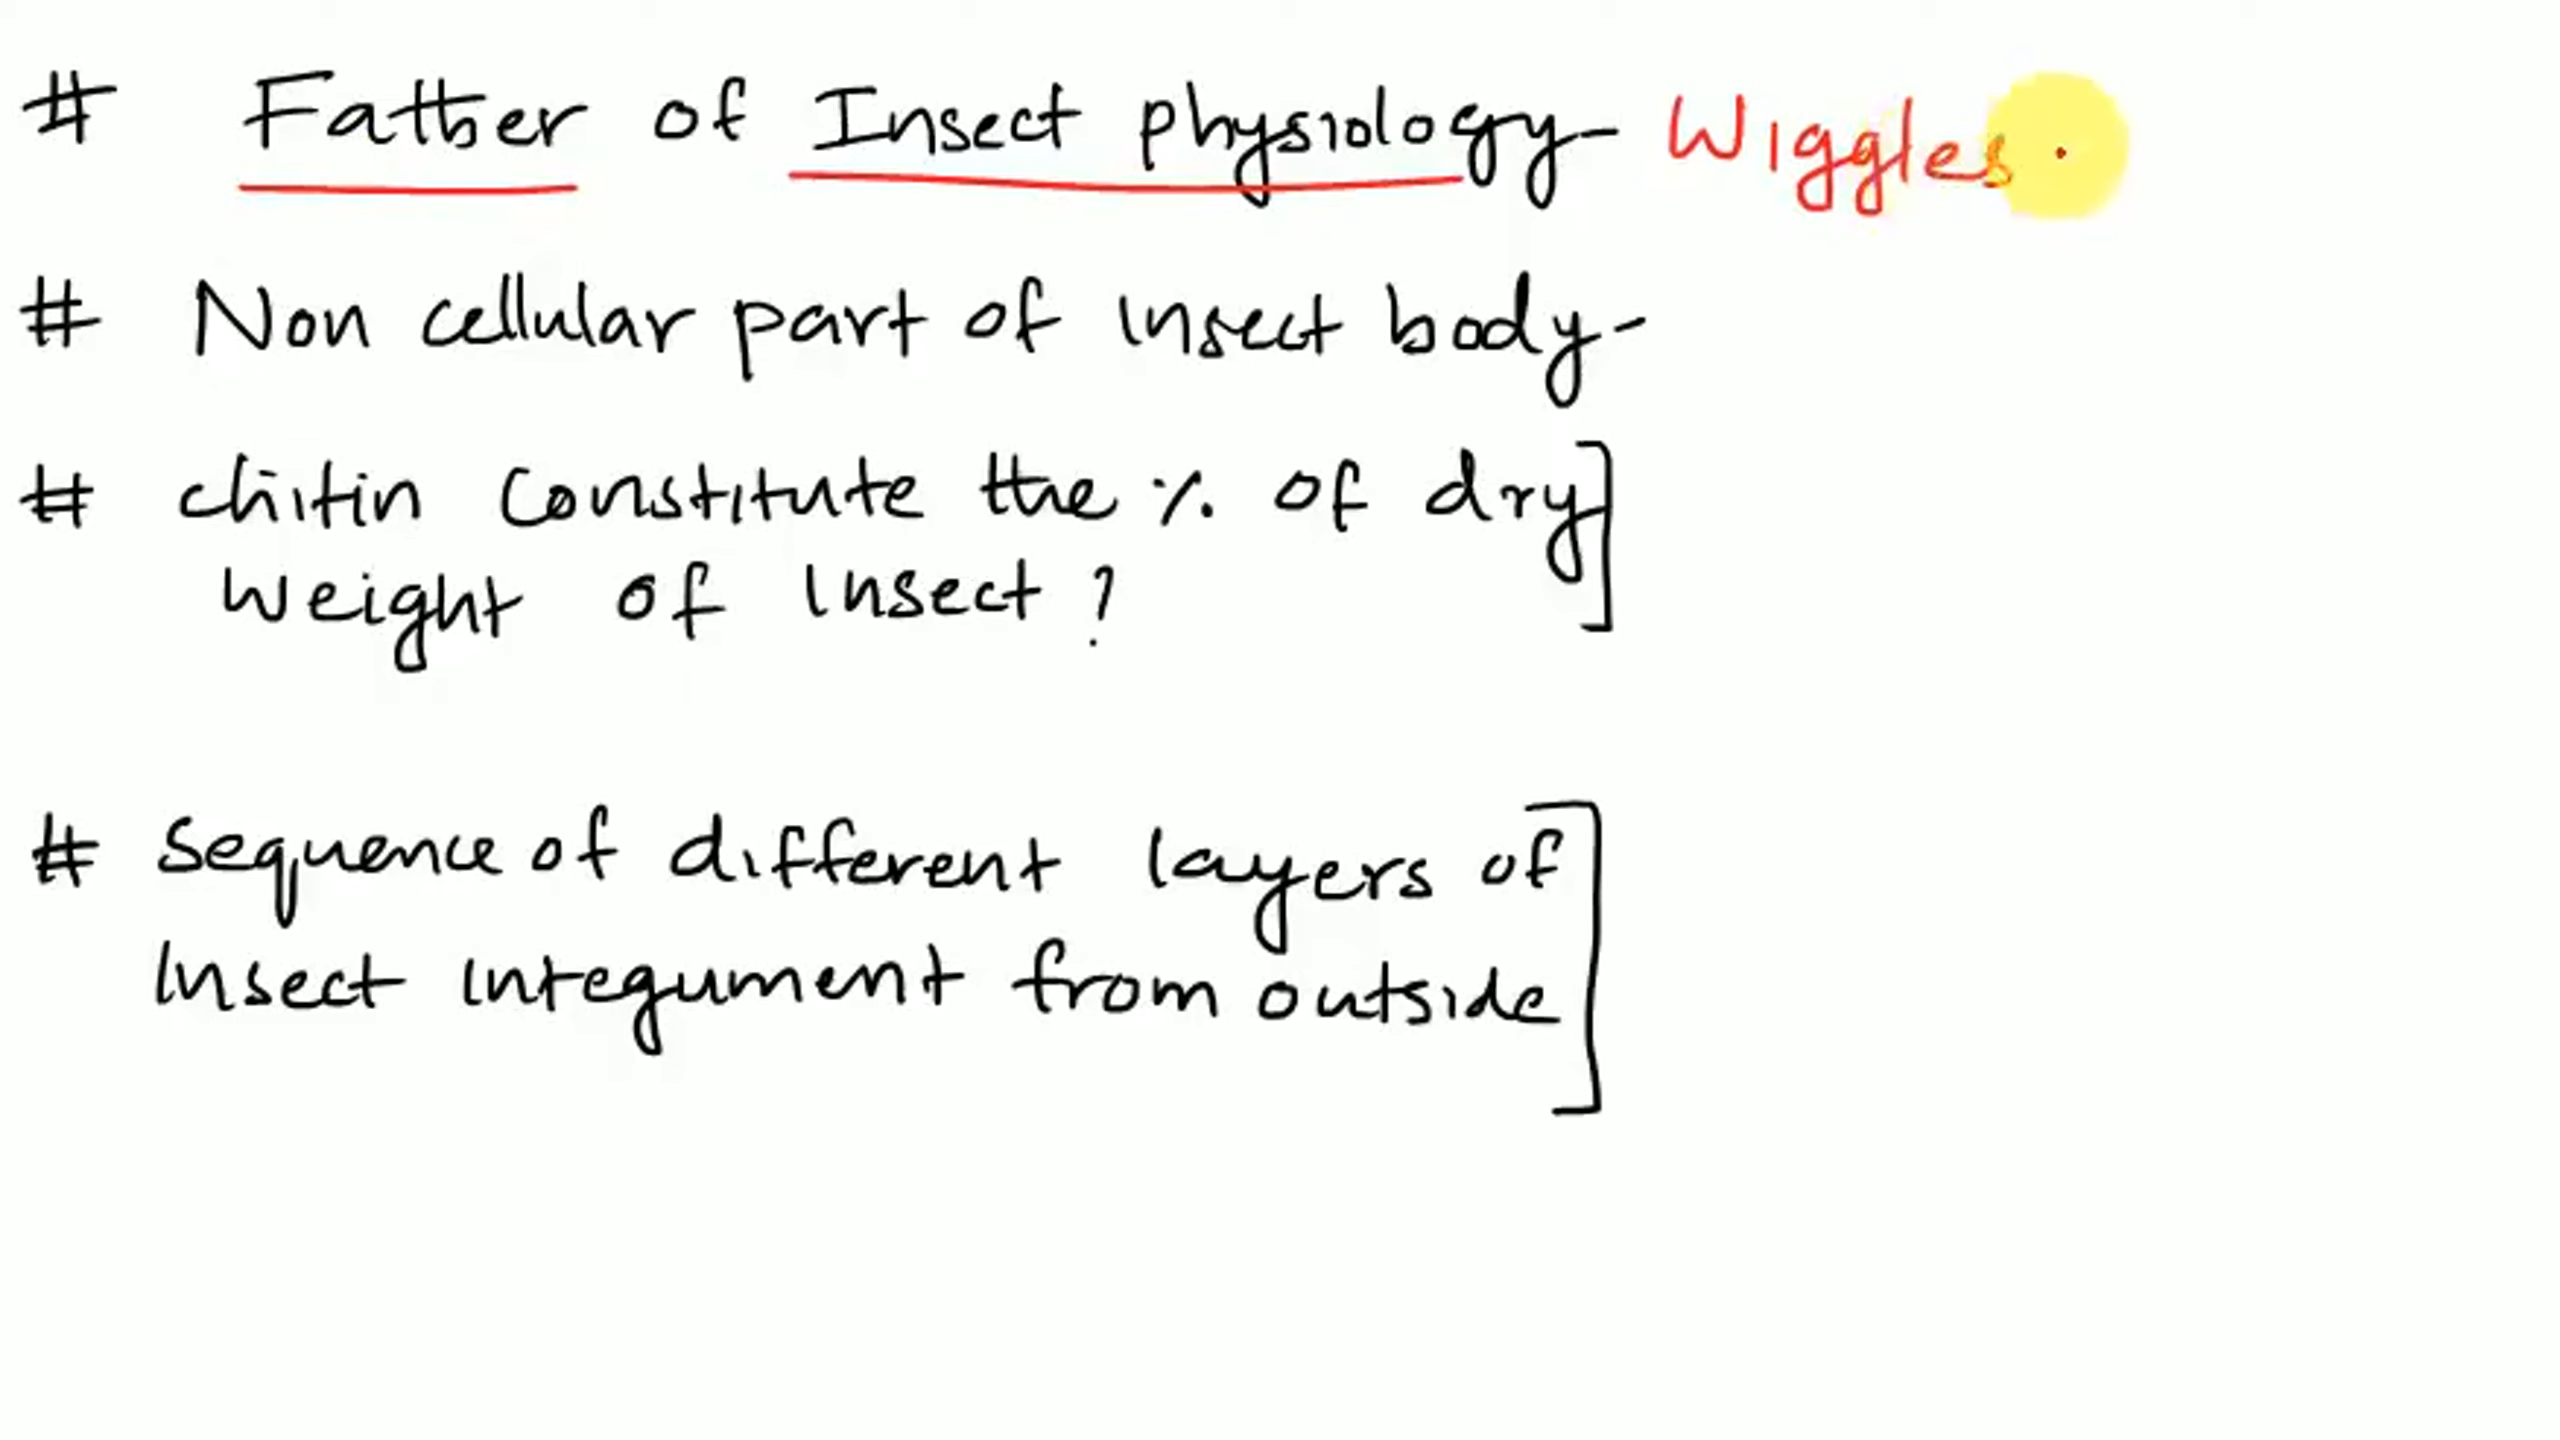 # Father of Insect physiology- Wiggles.
# Non cellular part of insect body-
# chitin constitute the % of dry
weight of insect ?
# Sequence of different layers of
insect integument from outside